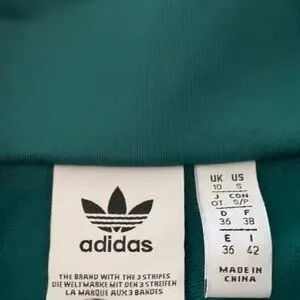 adidas
THE BRAND WITH THE 3 STRIPES
DIE WELTMARKE MIT DEN 3 STREIFEN
LA MARQUE AUX 3 BANDES
UK US
10 S
J CDN
OT S/P
D F
36 38
E I
36 42
MADE IN
CHINA